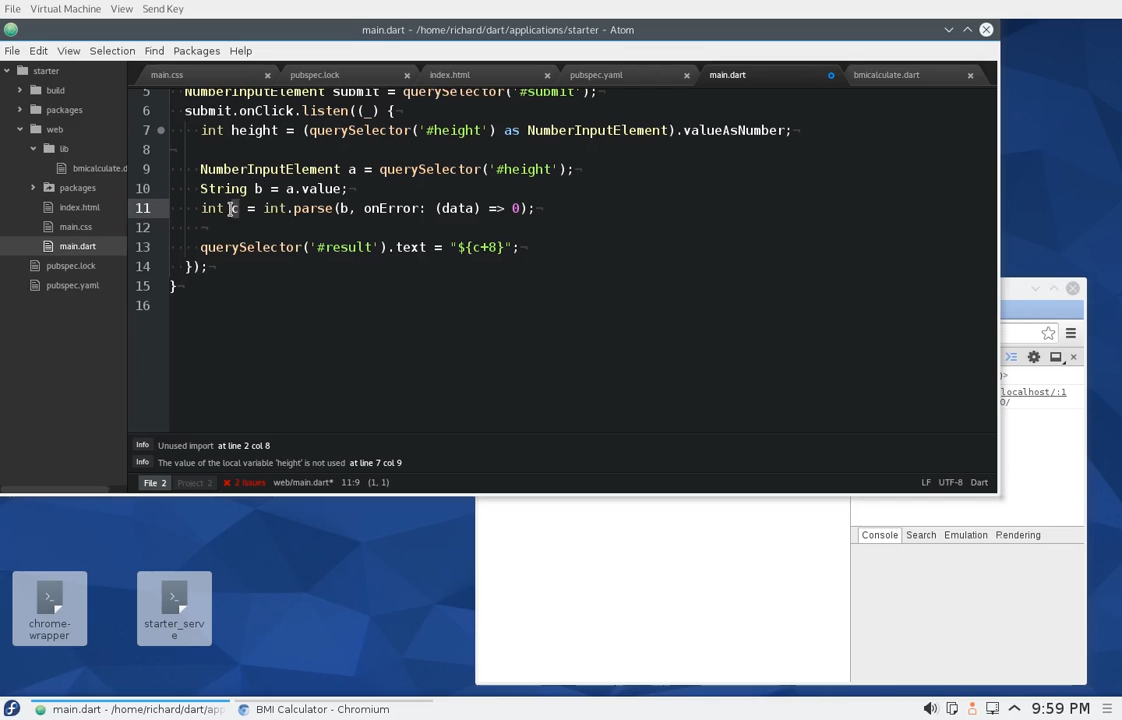 File Machine View Send Key
main.dart - /home/richard/dart/applications/starter - Atom
File Edit View Selection Find Packages Help
starter
build
packages
web
lib
bmicalculate.d
packages
index.html
main.css
main.dart
pubspec.lock
pubspec.yaml
main.css pubspec.lock index.html pubspec.yaml main.dart bmicalculate.dart
5 NumberInputElement submit = querySelector('#submit');
6 submit.onClick.listen((_) {
7 int height = (querySelector('#height') as NumberInputElement).valueAsNumber;
8
9 NumberInputElement a = querySelector('#height');
10 String b = a.value;
11 int c = int.parse(b, onError: (data) => 0);
12
13 querySelector('#result').text = "${c+8}";
14 });
15 }
16
Info Unused import at line 2 col 8
Info The value of the local variable 'height' is not used at line 7 col 9
File 2 Project 2 2 Issues web/main.dart* 11:9 (1, 1) LF UTF-8 Dart
localhost/:1
0/
Console Search Emulation Rendering
chrome-
wrapper
starter_serv
e
main.dart - /home/richard/dart/app BMI Calculator - Chromium 9:59 PM